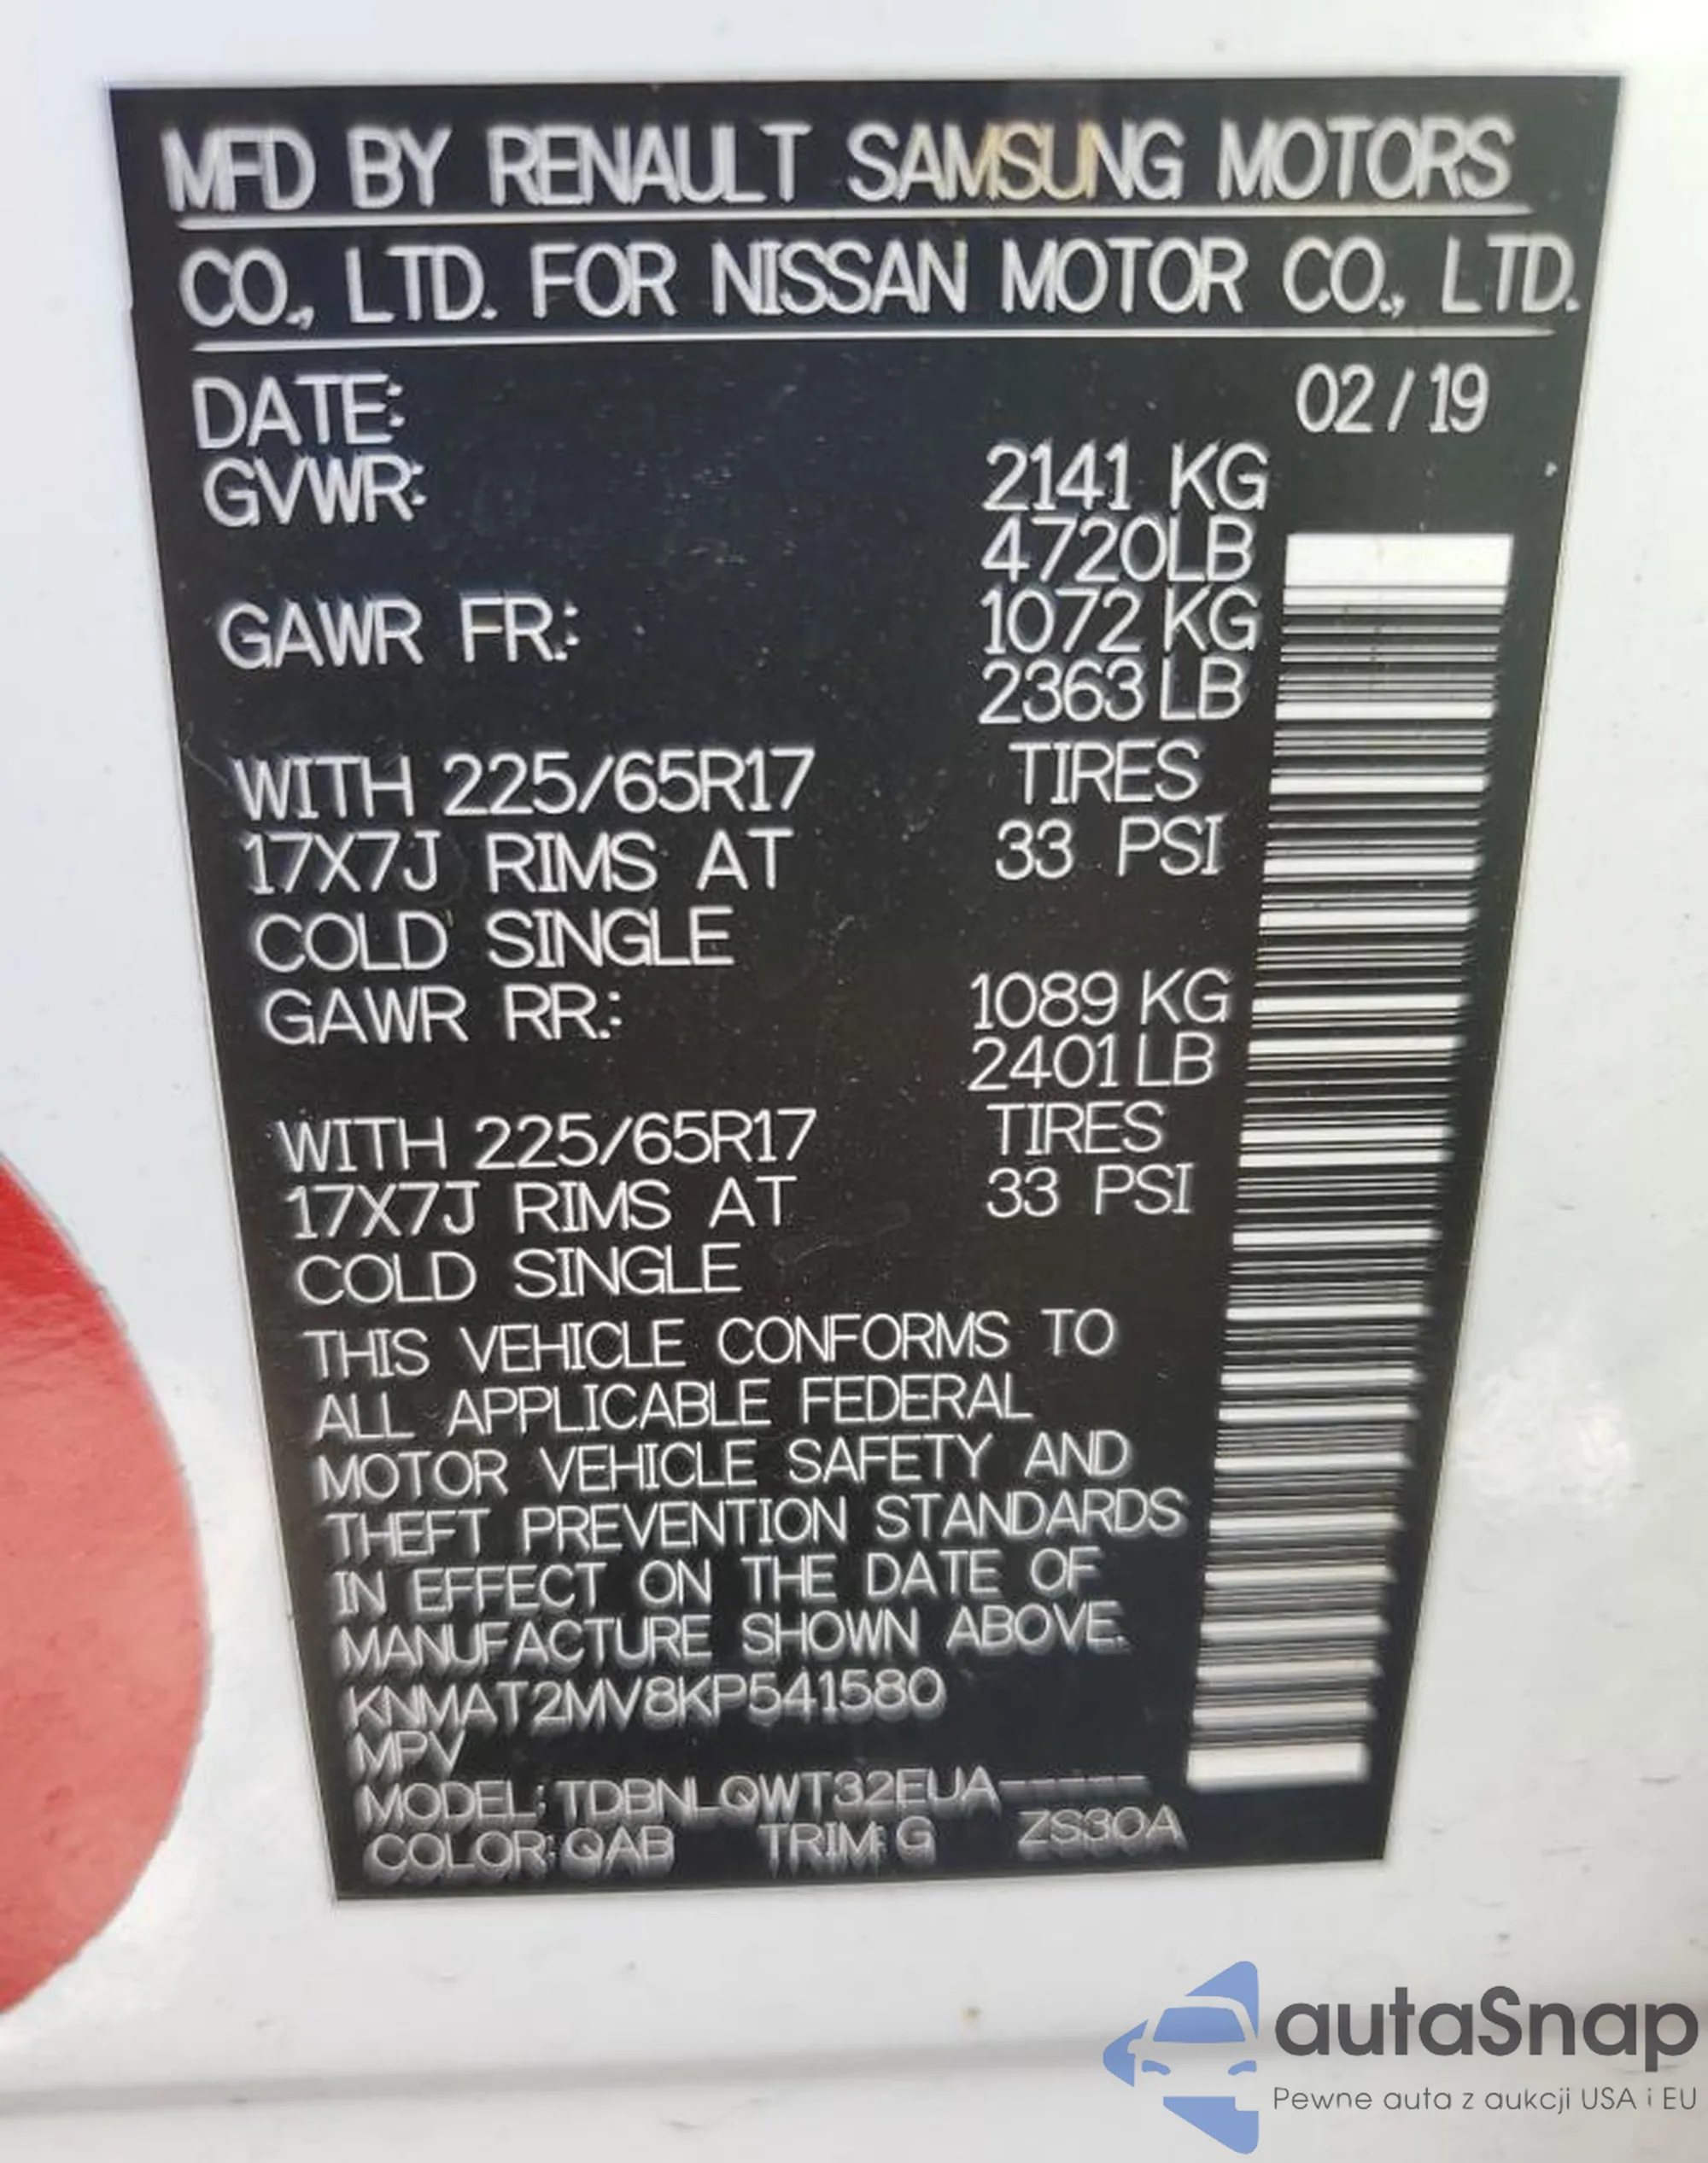 MFD BY RENAULT SAMSUNG MOTORS
CO., LTD. FOR NISSAN MOTOR CO., LTD.
DATE: 02/19
GVWR: 2141 KG
4720LB
GAWR FR.: 1072 KG
2363 LB
WITH 225/65R17 TIRES
17X7J RIMS AT 33 PSI
COLD SINGLE
GAWR RR.: 1089 KG
2401 LB
WITH 225/65R17 TIRES
17X7J RIMS AT 33 PSI
COLD SINGLE
THIS VEHICLE CONFORMS TO
ALL APPLICABLE FEDERAL
MOTOR VEHICLE SAFETY AND
THEFT PREVENTION STANDARDS
IN EFFECT ON THE DATE OF
MANUFACTURE SHOWN ABOVE.
KNMAT2MV8KP541580
MPV
MODEL: TDBNLQWT32EUA-----
COLOR: QAB TRIM: G ZS30A
autaSnap
Pewne auta z aukcji USA i EU